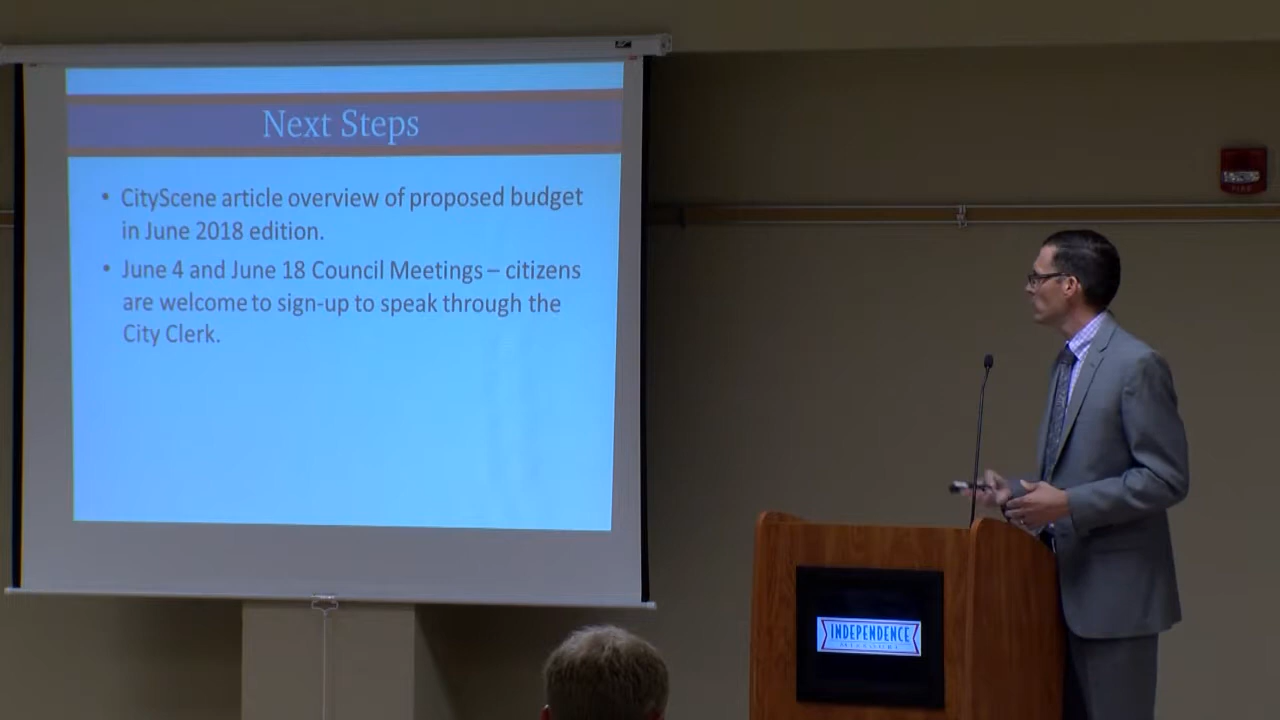 Next Steps
• CityScene article overview of proposed budget
in June 2018 edition.
• June 4 and June 18 Council Meetings – citizens
are welcome to sign-up to speak through the
City Clerk.
FIRE
INDEPENDENCE